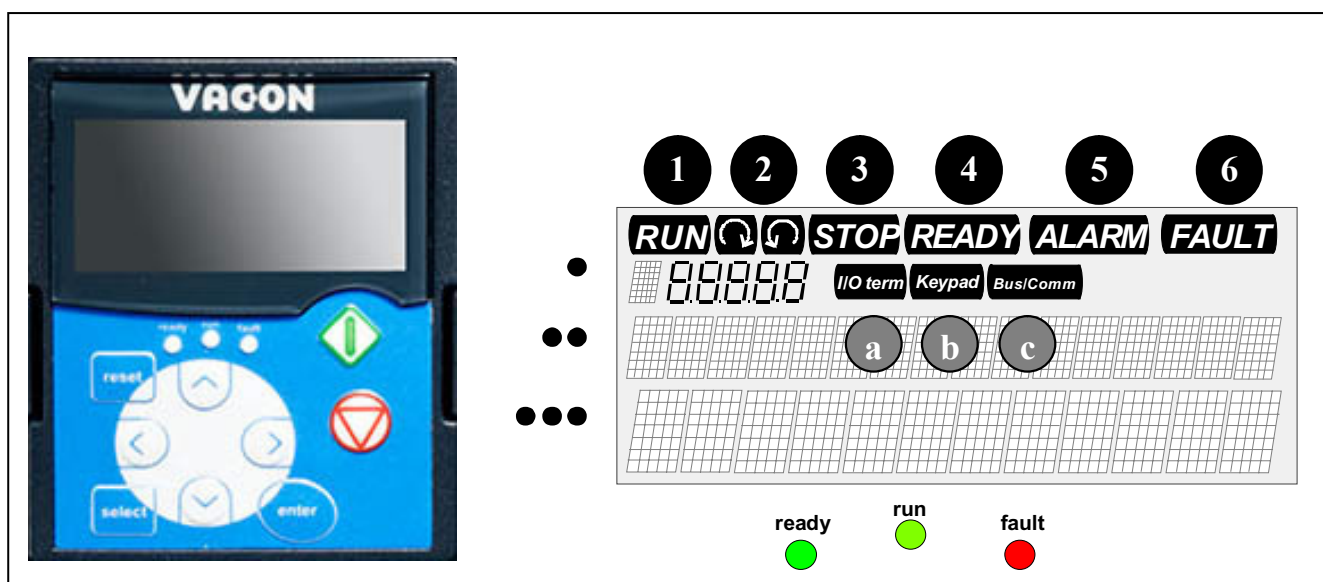 VACON
ready run fault
reset
select
enter
1 2 3 4 5 6
RUN STOP READY ALARM FAULT
88888 I/O term Keypad Bus/Comm
a b c
ready run fault